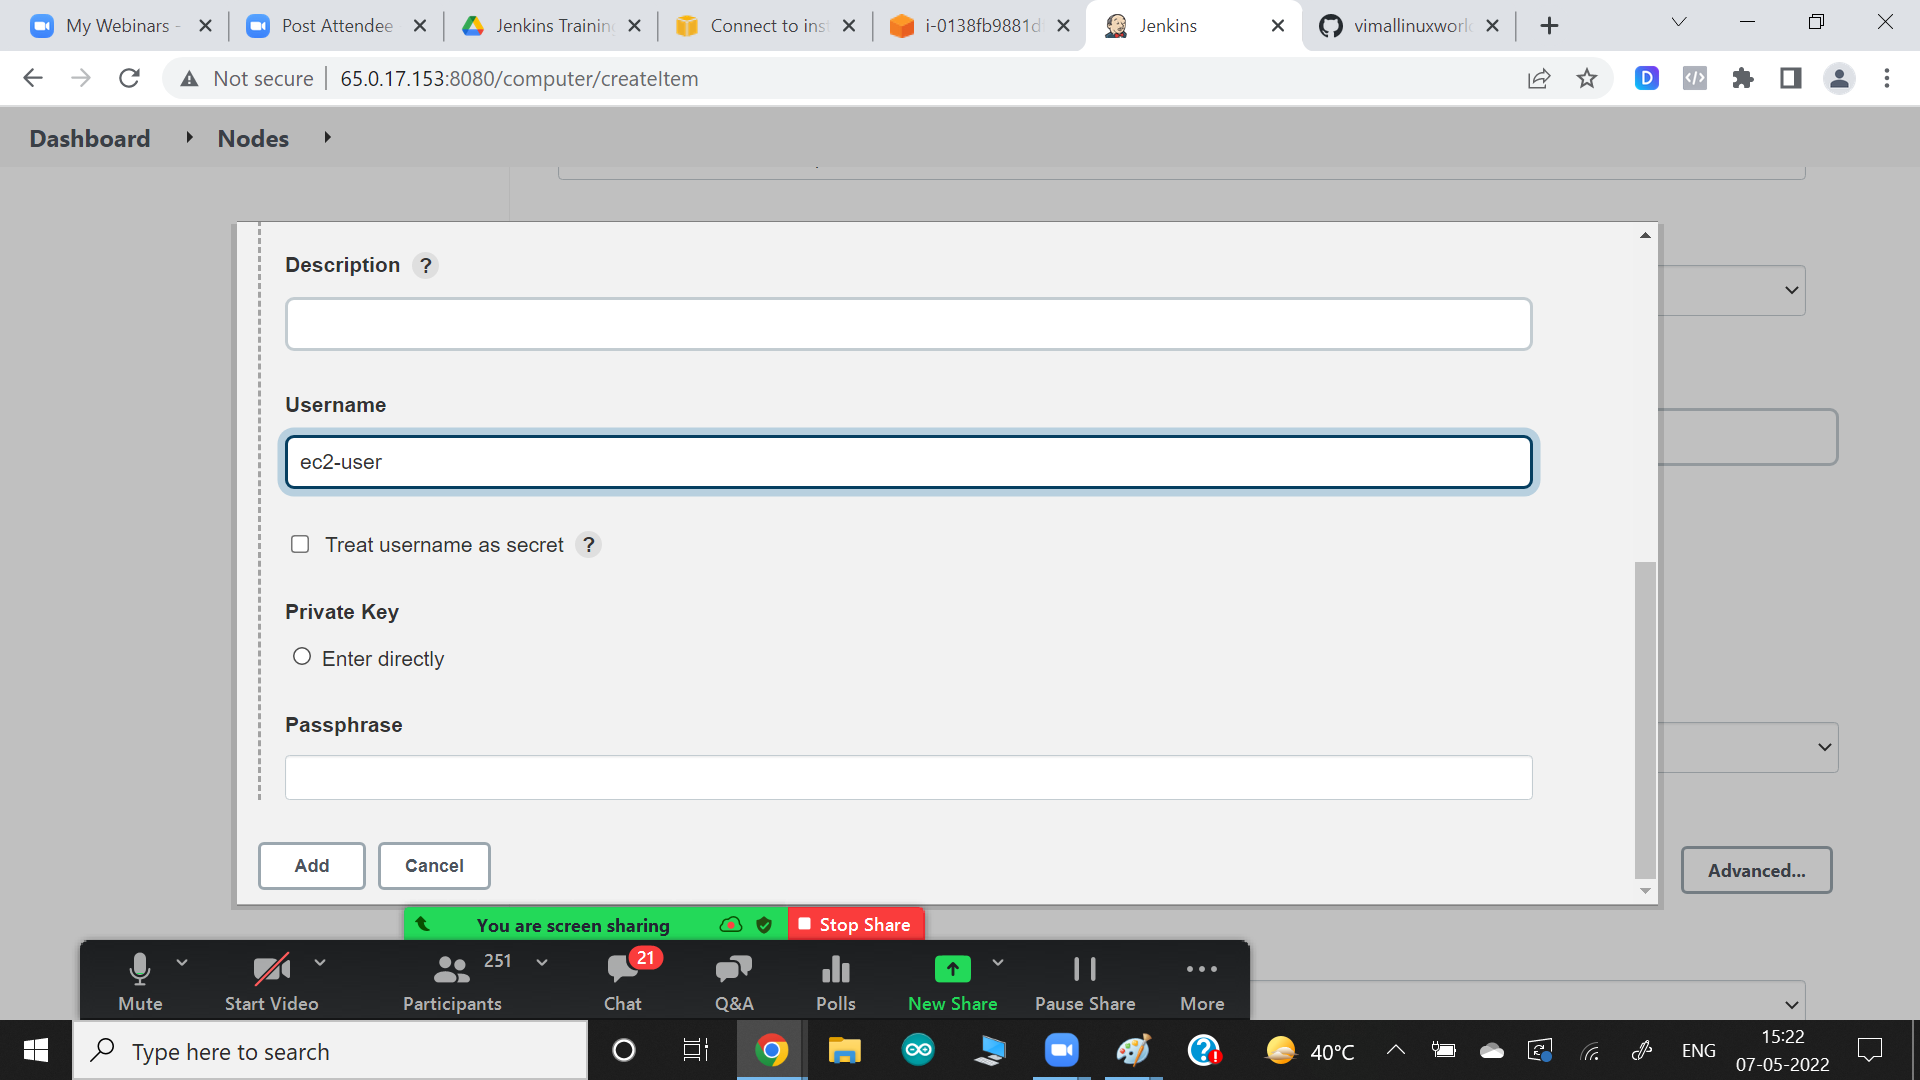 My Webinars -
Post Attendee
Jenkins Training
Connect to inst
i-0138fb9881d
Jenkins
vimallinuxworl
Not secure
65.0.17.153:8080/computer/createItem
Dashboard
Nodes
Description ?
Username
ec2-user
Treat username as secret ?
Private Key
Enter directly
Passphrase
Add
Cancel
Advanced...
You are screen sharing
Stop Share
Mute
Start Video
251
Participants
21
Chat
Q&A
Polls
New Share
Pause Share
More
Type here to search
40°C
ENG
15:22
07-05-2022